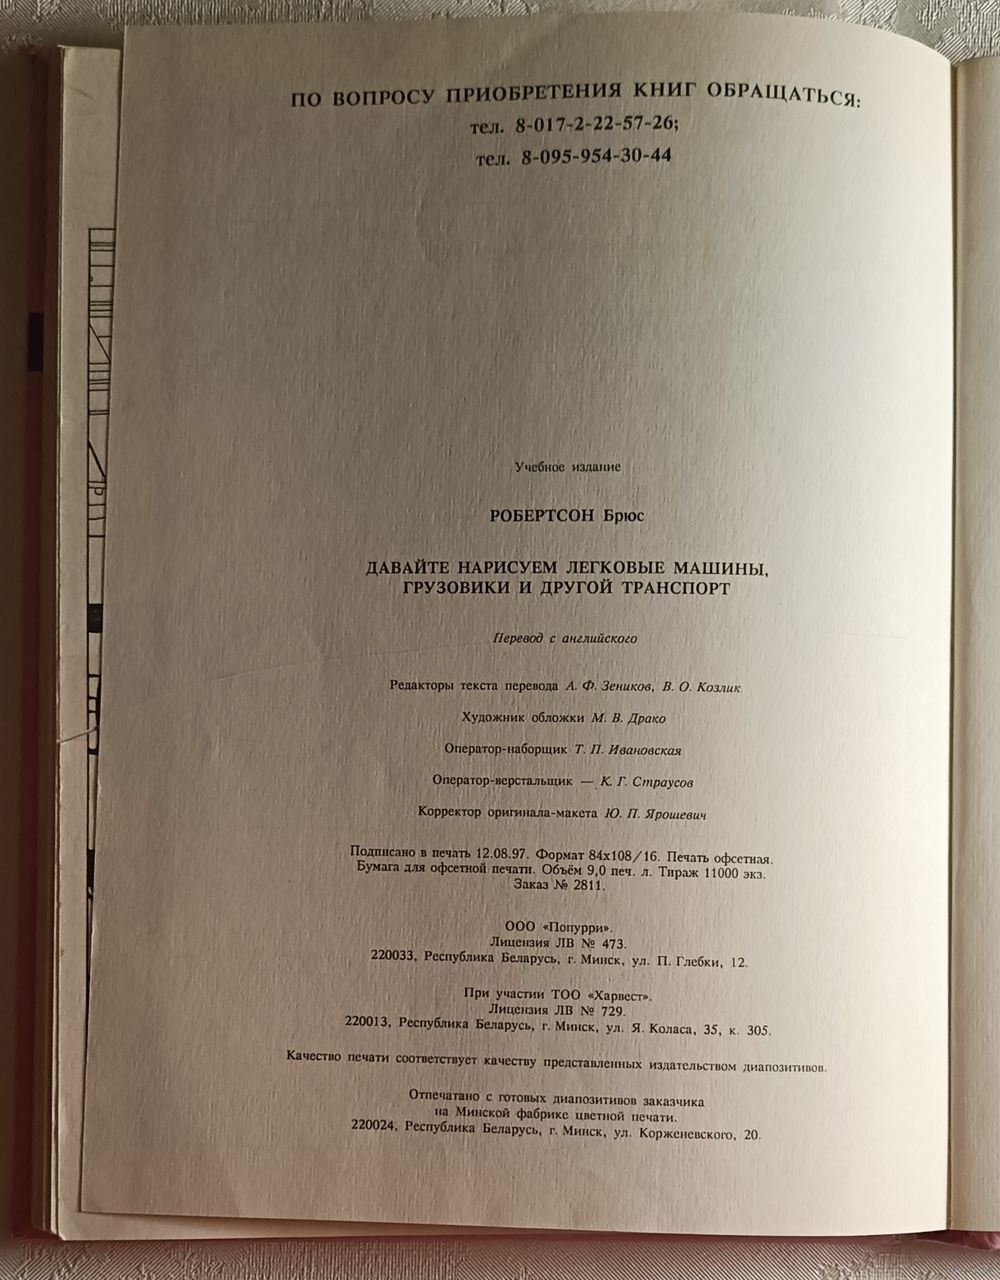 ПО ВОПРОСУ ПРИОБРЕТЕНИЯ КНИГ ОБРАЩАТЬСЯ:
тел. 8-017-2-22-57-26;
тел. 8-095-954-30-44
Учебное издание
РОБЕРТСОН Брюс
ДАВАЙТЕ НАРИСУЕМ ЛЕГКОВЫЕ МАШИНЫ,
ГРУЗОВИКИ И ДРУГОЙ ТРАНСПОРТ
Перевод с английского
Редакторы текста перевода А. Ф. Зеников, В. О. Козлик
Художник обложки М. В. Драко
Оператор-наборщик Т. П. Ивановская
Оператор-верстальщик — К. Г. Страусов
Корректор оригинала-макета Ю. П. Ярошевич
Подписано в печать 12.08.97. Формат 84x108/16. Печать офсетная.
Бумага для офсетной печати. Объём 9,0 печ. л. Тираж 11000 экз.
Заказ № 2811.
ООО «Попурри».
Лицензия ЛВ № 473.
220033, Республика Беларусь, г. Минск, ул. П. Глебки, 12.
При участии ТОО «Харвест».
Лицензия ЛВ № 729.
220013, Республика Беларусь, г. Минск, ул. Я. Коласа, 35, к. 305.
Качество печати соответствует качеству представленных издательством диапозитивов.
Отпечатано с готовых диапозитивов заказчика
на Минской фабрике цветной печати.
220024, Республика Беларусь, г. Минск, ул. Корженевского, 20.